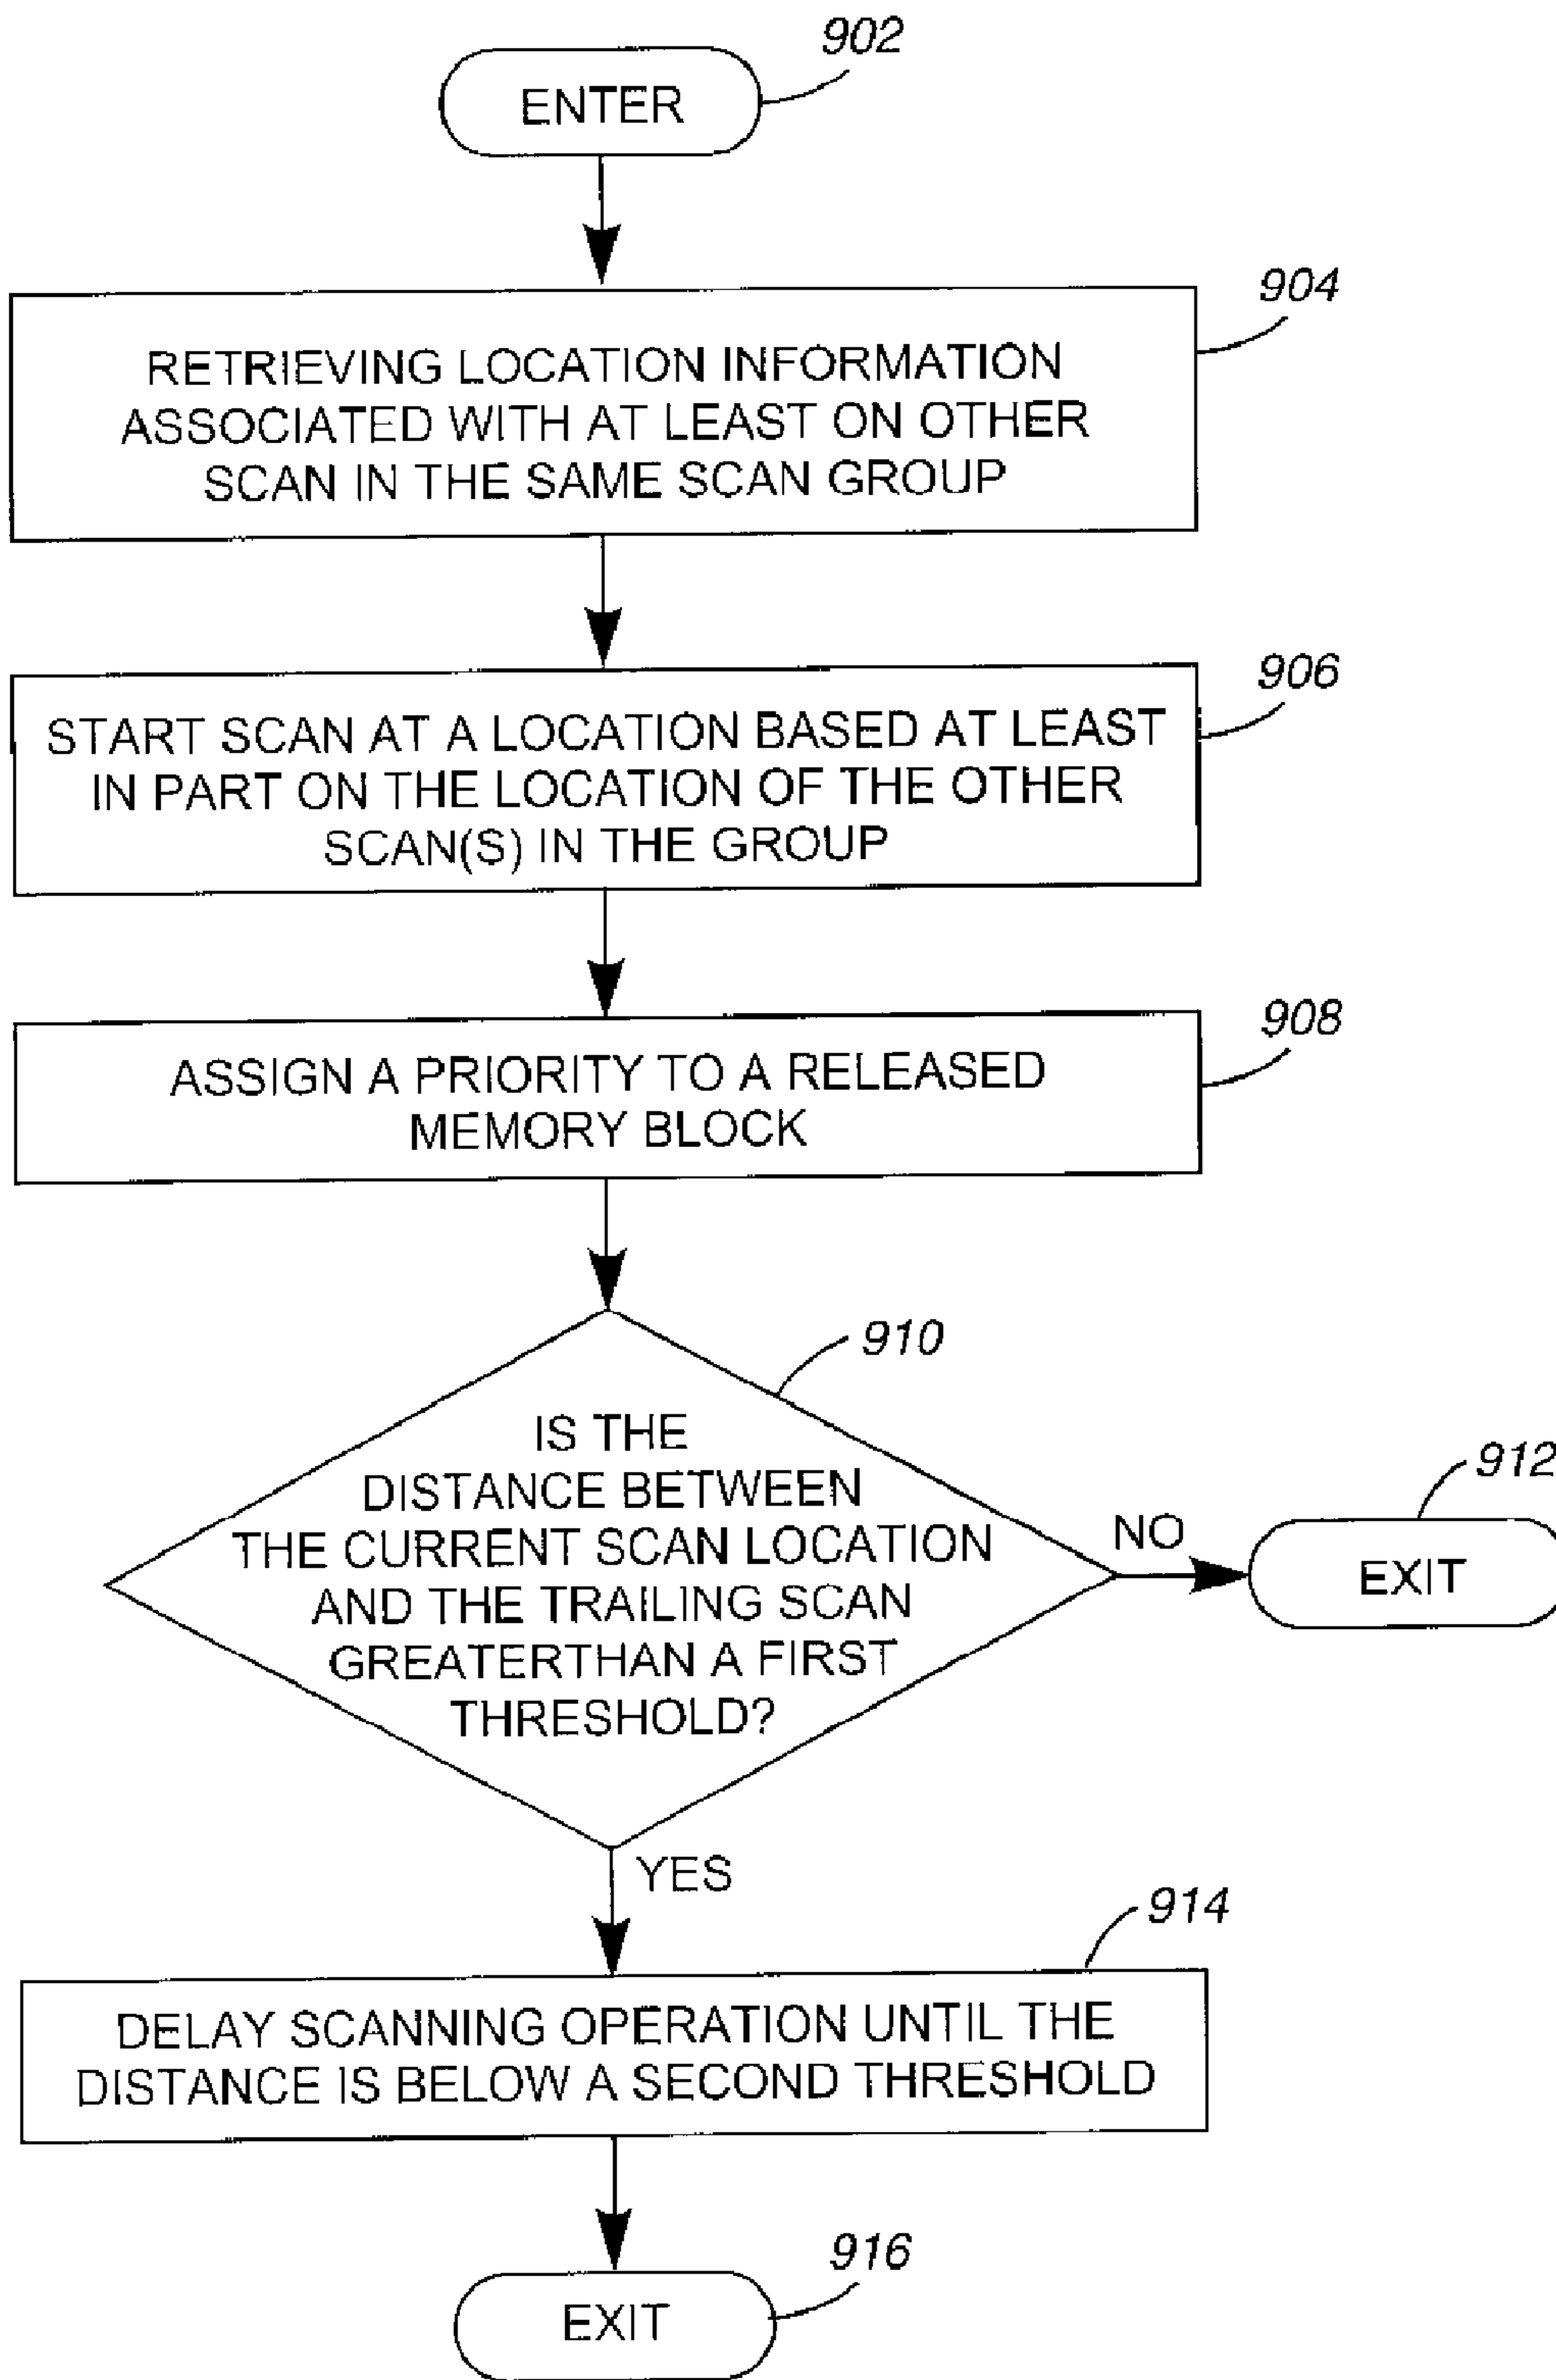 902
ENTER
904
RETRIEVING LOCATION INFORMATION
ASSOCIATED WITH AT LEAST ON OTHER
SCAN IN THE SAME SCAN GROUP
906
START SCAN AT A LOCATION BASED AT LEAST
IN PART ON THE LOCATION OF THE OTHER
SCAN(S) IN THE GROUP
908
ASSIGN A PRIORITY TO A RELEASED
MEMORY BLOCK
910
IS THE
DISTANCE BETWEEN
THE CURRENT SCAN LOCATION
AND THE TRAILING SCAN
GREATERTHAN A FIRST
THRESHOLD?
NO
912
EXIT
YES
914
DELAY SCANNING OPERATION UNTIL THE
DISTANCE IS BELOW A SECOND THRESHOLD
916
EXIT